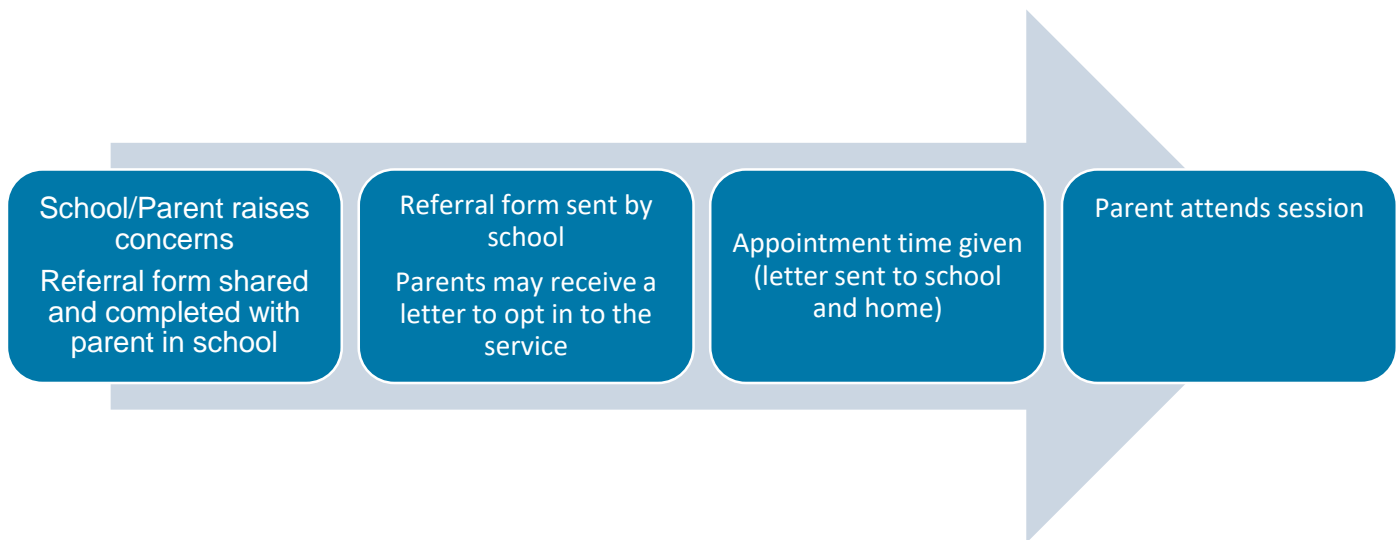 School/Parent raises
concerns
Referral form shared
and completed with
parent in school
Referral form sent by
school
Parents may receive a
letter to opt in to the
service
Appointment time given
(letter sent to school
and home)
Parent attends session